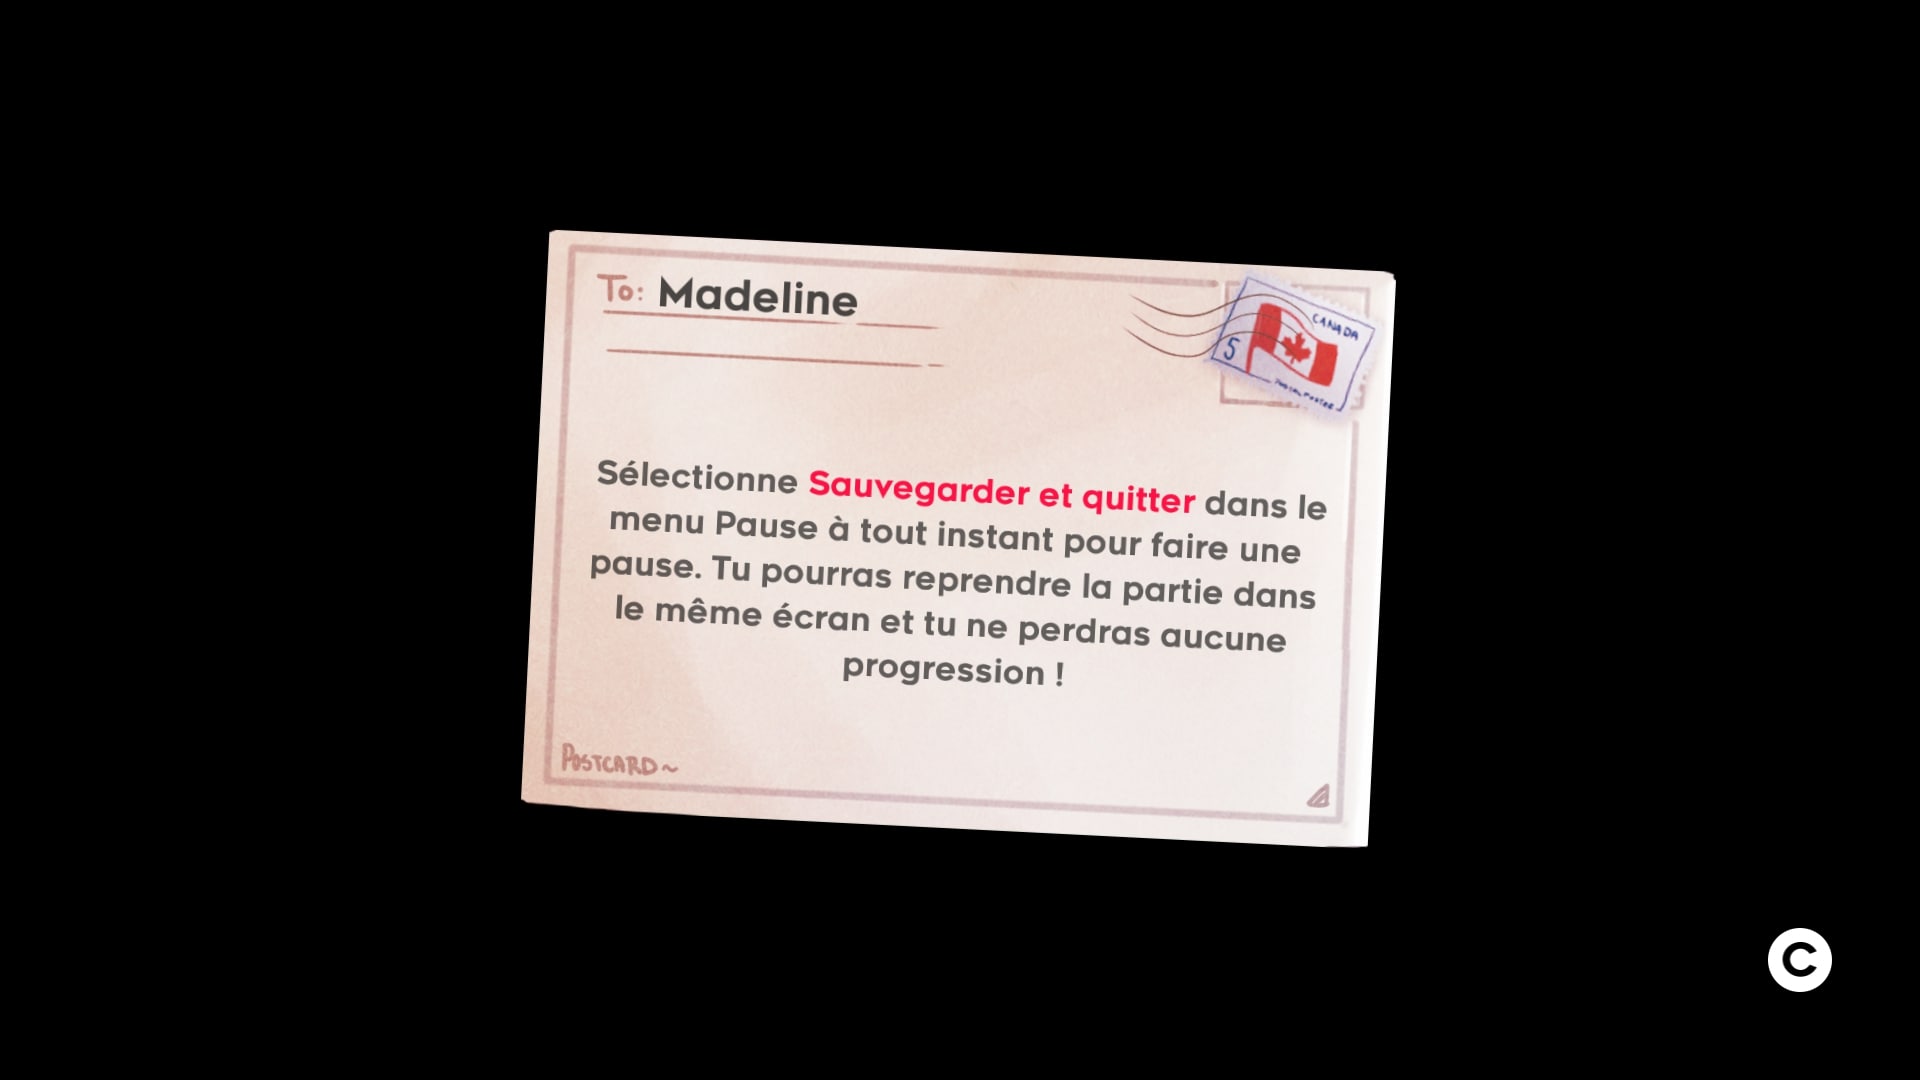 To: Madeline
CANADA
5
Sélectionne Sauvegarder et quitter dans le
menu Pause à tout instant pour faire une
pause. Tu pourras reprendre la partie dans
le même écran et tu ne perdras aucune
progression !
POSTCARD~
C